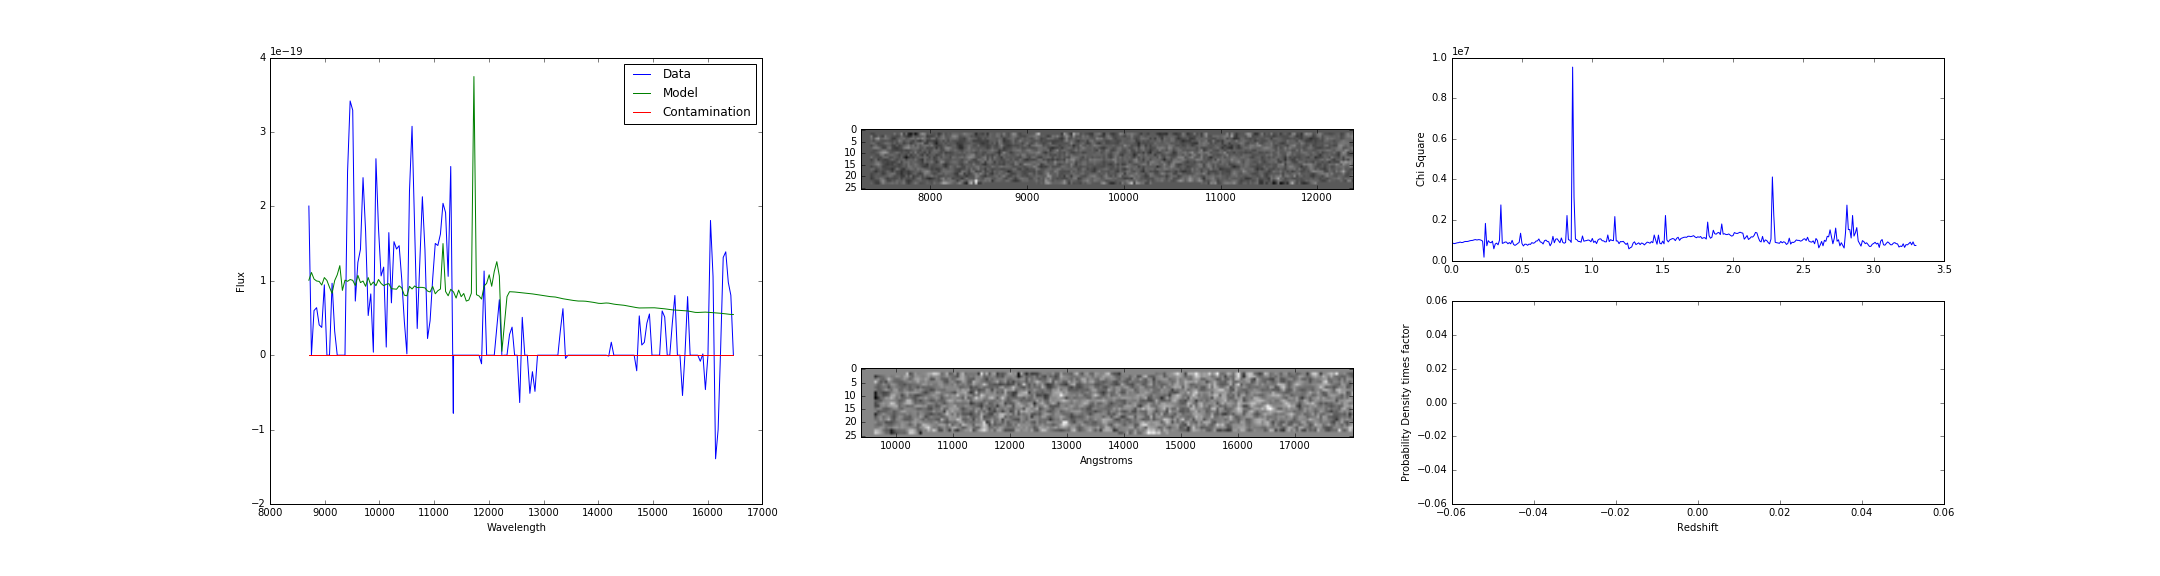 1e−19
4
3
2
1
0
−1
−2
Flux
8000 9000 10000 11000 12000 13000 14000 15000 16000 17000
Wavelength
Data
Model
Contamination
0
5
10
15
20
25
8000 9000 10000 11000 12000
0
5
10
15
20
25
10000 11000 12000 13000 14000 15000 16000 17000
Angstroms
1e7
1.0
0.8
0.6
0.4
0.2
0.0
Chi Square
0.0 0.5 1.0 1.5 2.0 2.5 3.0 3.5
0.06
0.04
0.02
0.00
−0.02
−0.04
−0.06
Probability Density times factor
−0.06 −0.04 −0.02 0.00 0.02 0.04 0.06
Redshift